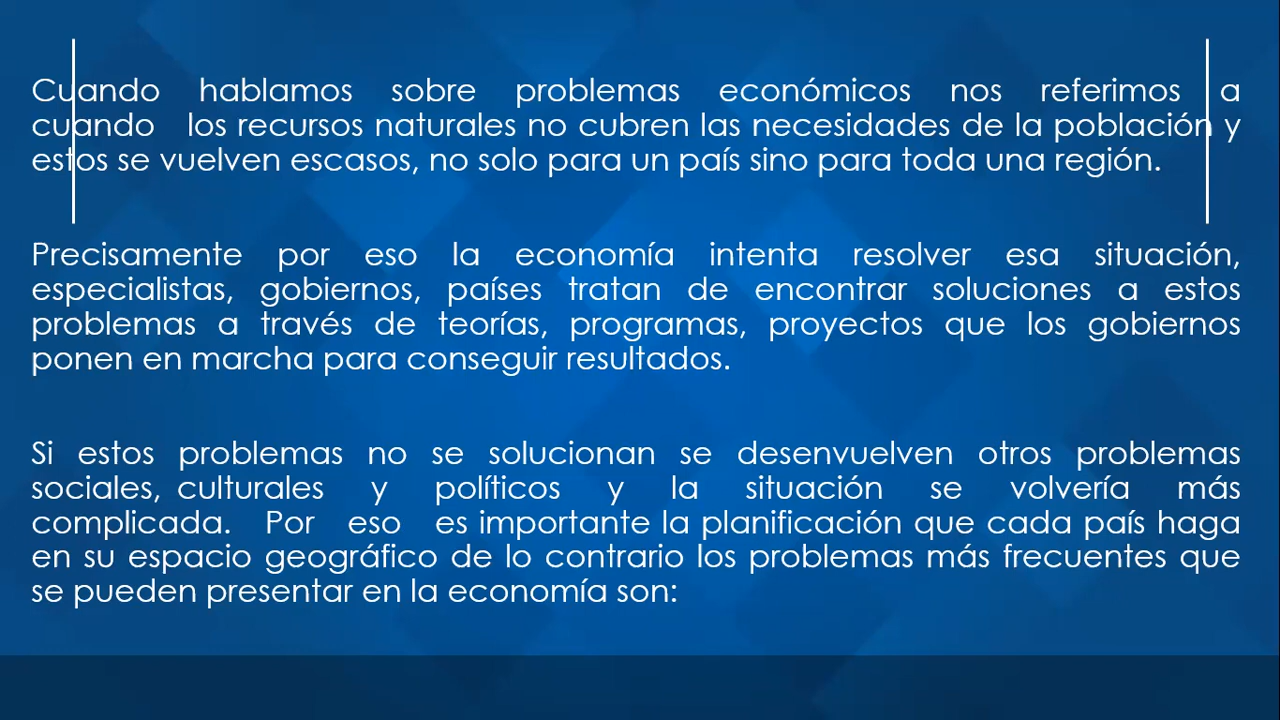 Cuando hablamos sobre problemas económicos nos referimos a
cuando los recursos naturales no cubren las necesidades de la población y
estos se vuelven escasos, no solo para un país sino para toda una región.
Precisamente por eso la economía intenta resolver esa situación,
especialistas, gobiernos, países tratan de encontrar soluciones a estos
problemas a través de teorías, programas, proyectos que los gobiernos
ponen en marcha para conseguir resultados.
Si estos problemas no se solucionan se desenvuelven otros problemas
sociales, culturales y políticos y la situación se volvería más
complicada. Por eso es importante la planificación que cada país haga
en su espacio geográfico de lo contrario los problemas más frecuentes que
se pueden presentar en la economía son: